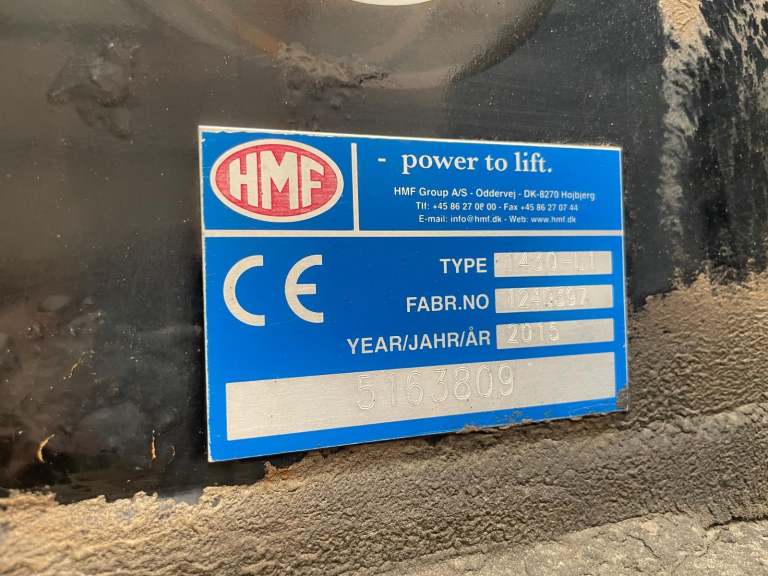 HMF
- power to lift.
HMF Group A/S - Oddervej - DK-8270 Hojbjerg
Tlf: +45 86 27 08 00 - Fax +45 86 27 07 44
E-mail: info@hmf.dk - Web: www.hmf.dk
CE
TYPE
FABR.NO
YEAR/JAHR/ÅR 2015
5163809